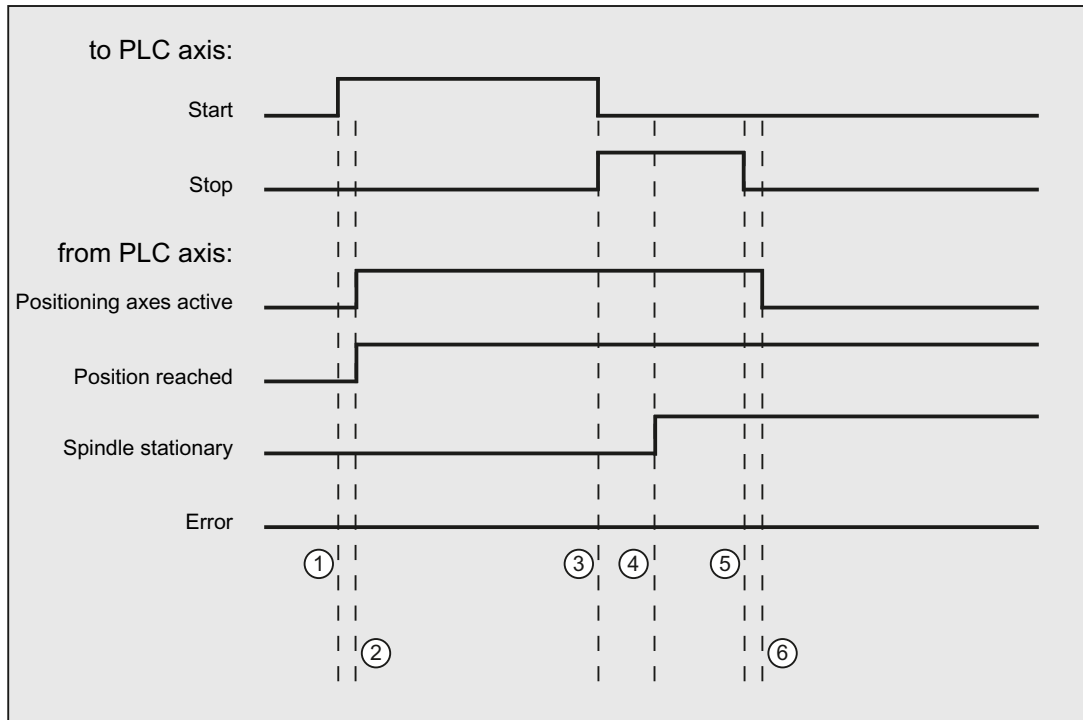 to PLC axis:
Start
Stop
from PLC axis:
Positioning axes active
Position reached
Spindle stationary
Error
1 3 4 5
2 6